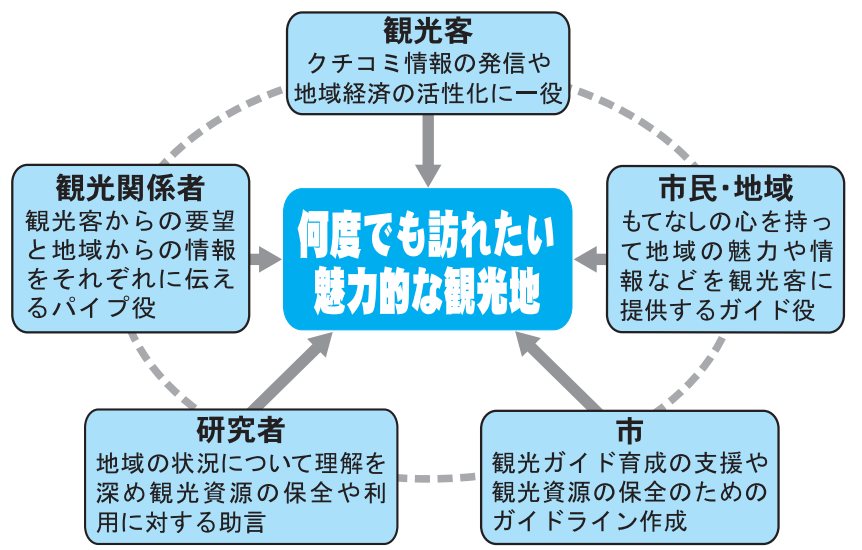 観光客
クチコミ情報の発信や
地域経済の活性化に一役
観光関係者
観光客からの要望
と地域からの情報
をそれぞれに伝え
るパイプ役
何度でも訪れたい
魅力的な観光地
市民・地域
もてなしの心を持っ
て地域の魅力や情
報などを観光客に
提供するガイド役
研究者
地域の状況について理解を
深め観光資源の保全や利
用に対する助言
市
観光ガイド育成の支援や
観光資源の保全のための
ガイドライン作成